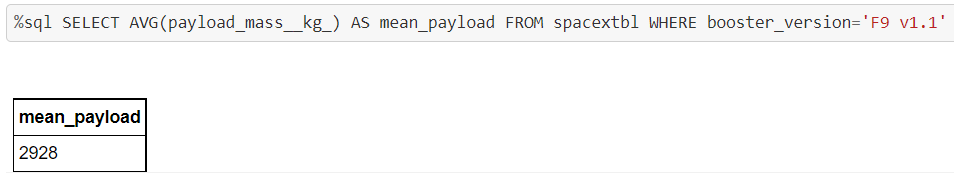 %sql SELECT AVG(payload_mass__kg_) AS mean_payload FROM spacextbl WHERE booster_version='F9 v1.1'
mean_payload
2928